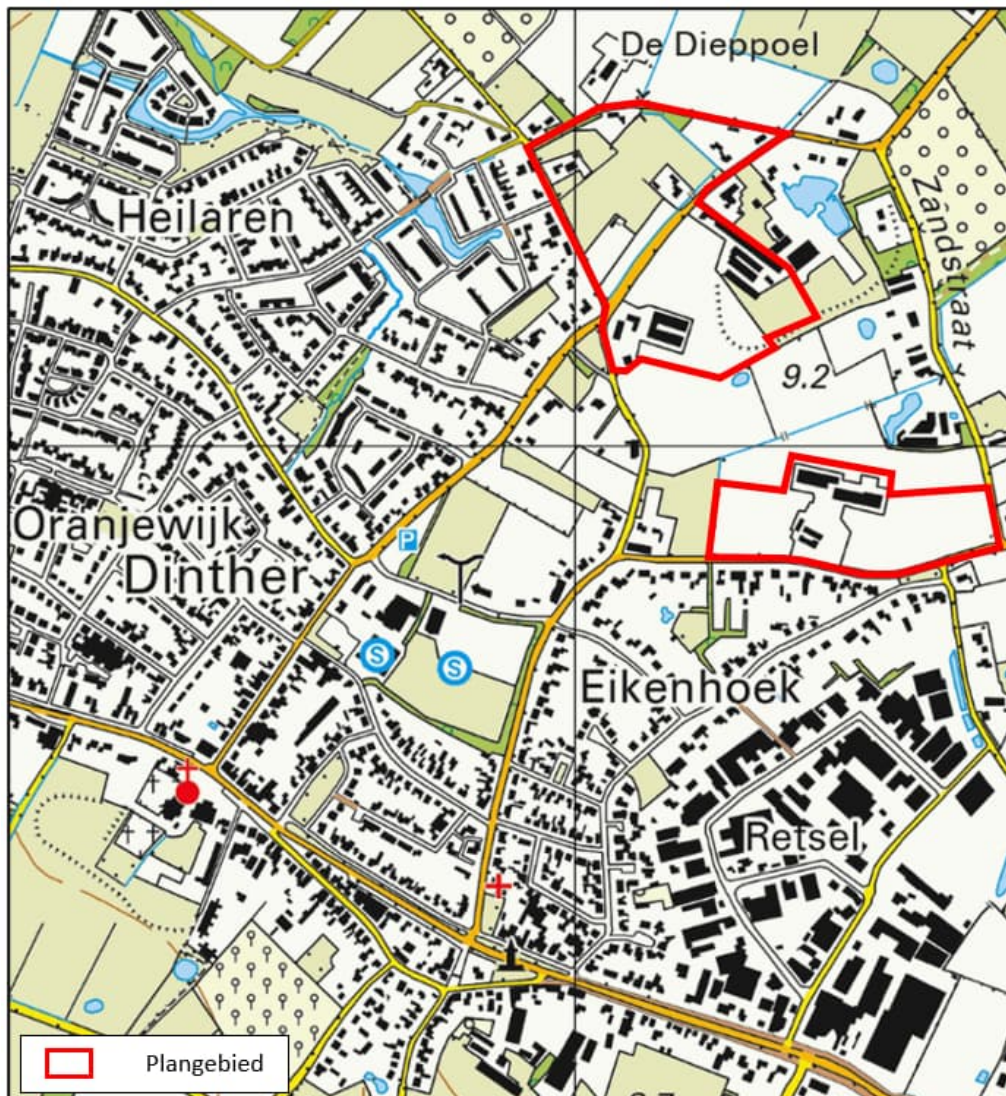 De Dieppoel
Heilaren
Zandstraat
9.2
Oranjewijk
Dinther
P
S
S
Eikenhoek
Retsel
Plangebied